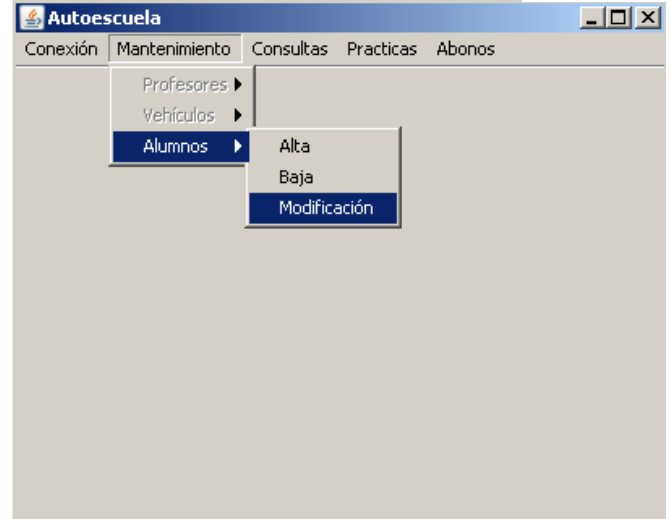 Autoescuela
Conexión Mantenimiento Consultas Practicas Abonos
Profesores
Vehículos
Alumnos Alta
Baja
Modificación